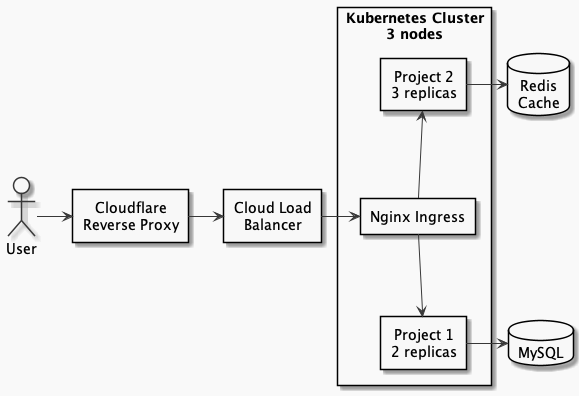 Kubernetes Cluster
3 nodes
Project 2
3 replicas
Redis
Cache
User
Cloudflare
Reverse Proxy
Cloud Load
Balancer
Nginx Ingress
Project 1
2 replicas
MySQL